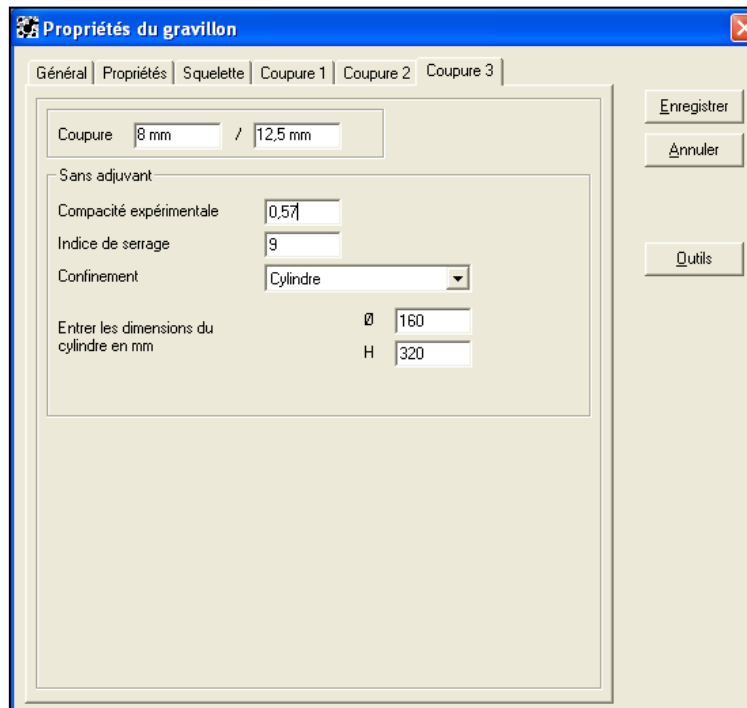 Propriétés du gravillon
Général Propriétés Squelette Coupure 1 Coupure 2 Coupure 3
Enregistrer
Annuler
Outils
Coupure 8 mm / 12,5 mm
Sans adjuvant
Compacité expérimentale 0,57
Indice de serrage 9
Confinement Cylindre
Entrer les dimensions du
cylindre en mm
Ø 160
H 320